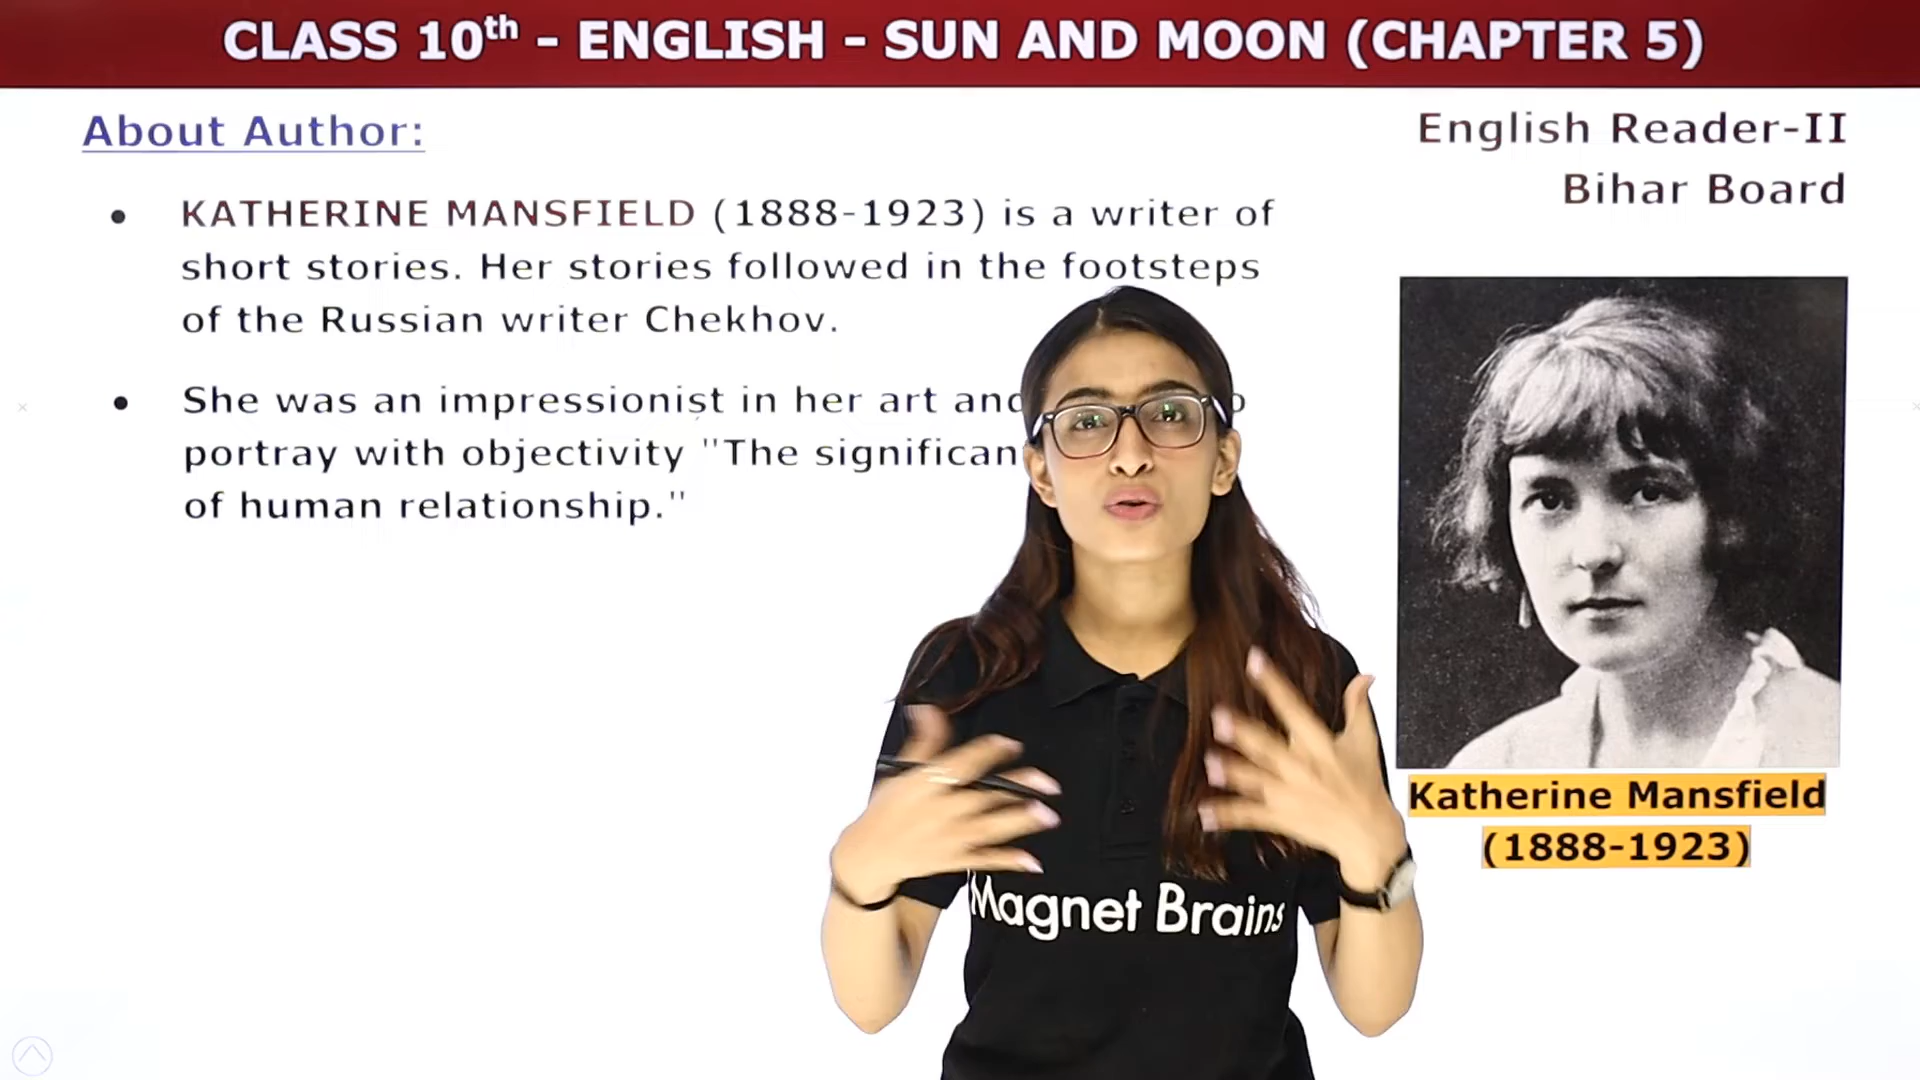 CLASS 10th - ENGLISH - SUN AND MOON (CHAPTER 5)
About Author:
English Reader-II
Bihar Board
• KATHERINE MANSFIELD (1888-1923) is a writer of
short stories. Her stories followed in the footsteps
of the Russian writer Chekhov.
• She was an impressionist in her art and
portray with objectivity "The
of human relationship."
Katherine Mansfield
(1888-1923)
Magnet Brains